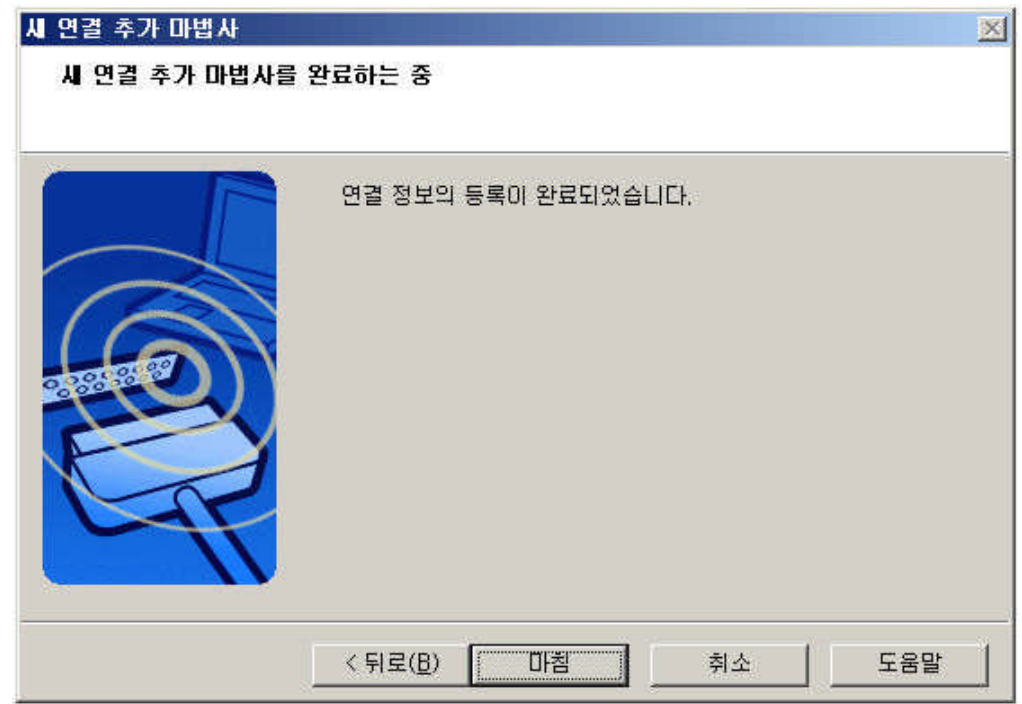 새 연결 추가 마법사
새 연결 추가 마법사를 완료하는 중
연결 정보의 등록이 완료되었습니다.
< 뒤로(B)
마침
취소
도움말